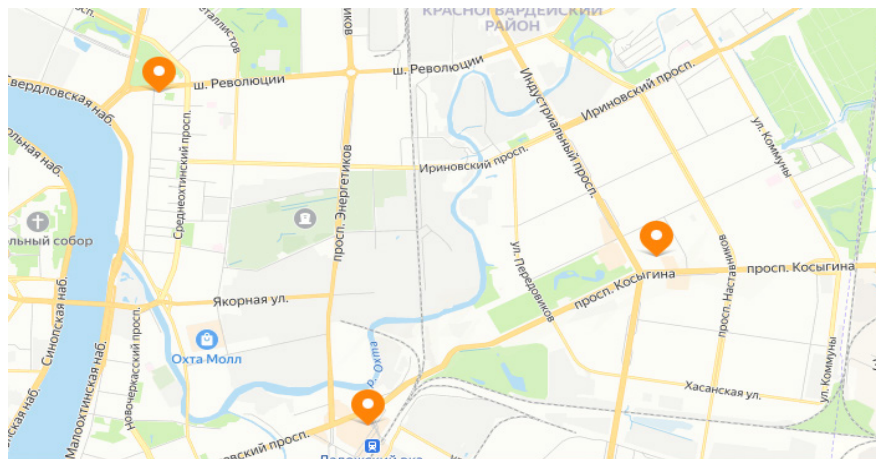 КРАСНОГВАРДЕЙСКИЙ
РАЙОН
ш. Революции
ш. Революции
Свердловская наб.
Индустриальный просп.
Ириновский просп.
ул. Коммуны
Ириновский просп.
Среднеохтинский просп.
просп. Энергетиков
ул. Передовиков
просп. Косыгина
просп. Косыгина
Якорная ул.
Синопская наб.
Охта Молл
р. Охта
Новочеркасский просп.
Малоохтинская наб.
Хасанская ул.
ул. Коммуны